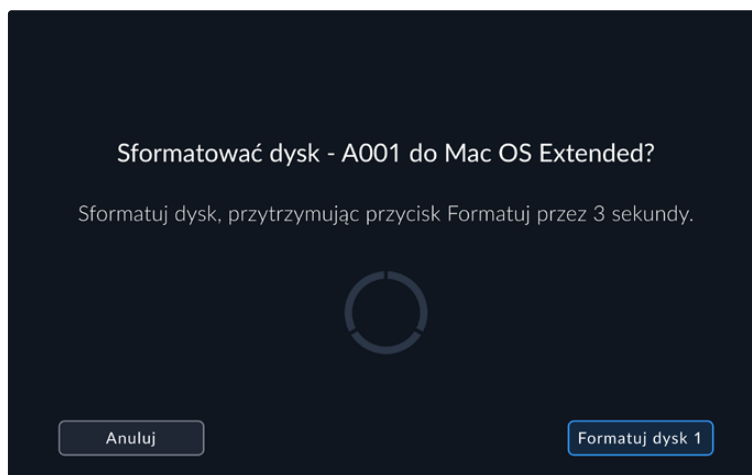 Sformatować dysk - A001 do Mac OS Extended?
Sformatuj dysk, przytrzymując przycisk Formatuj przez 3 sekundy.
Anuluj
Formatuj dysk 1